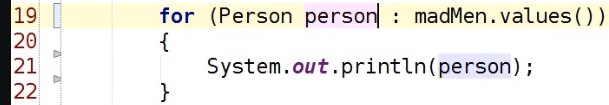 19 for (Person person : madMen.values())
20 {
21 System.out.println(person);
22 }